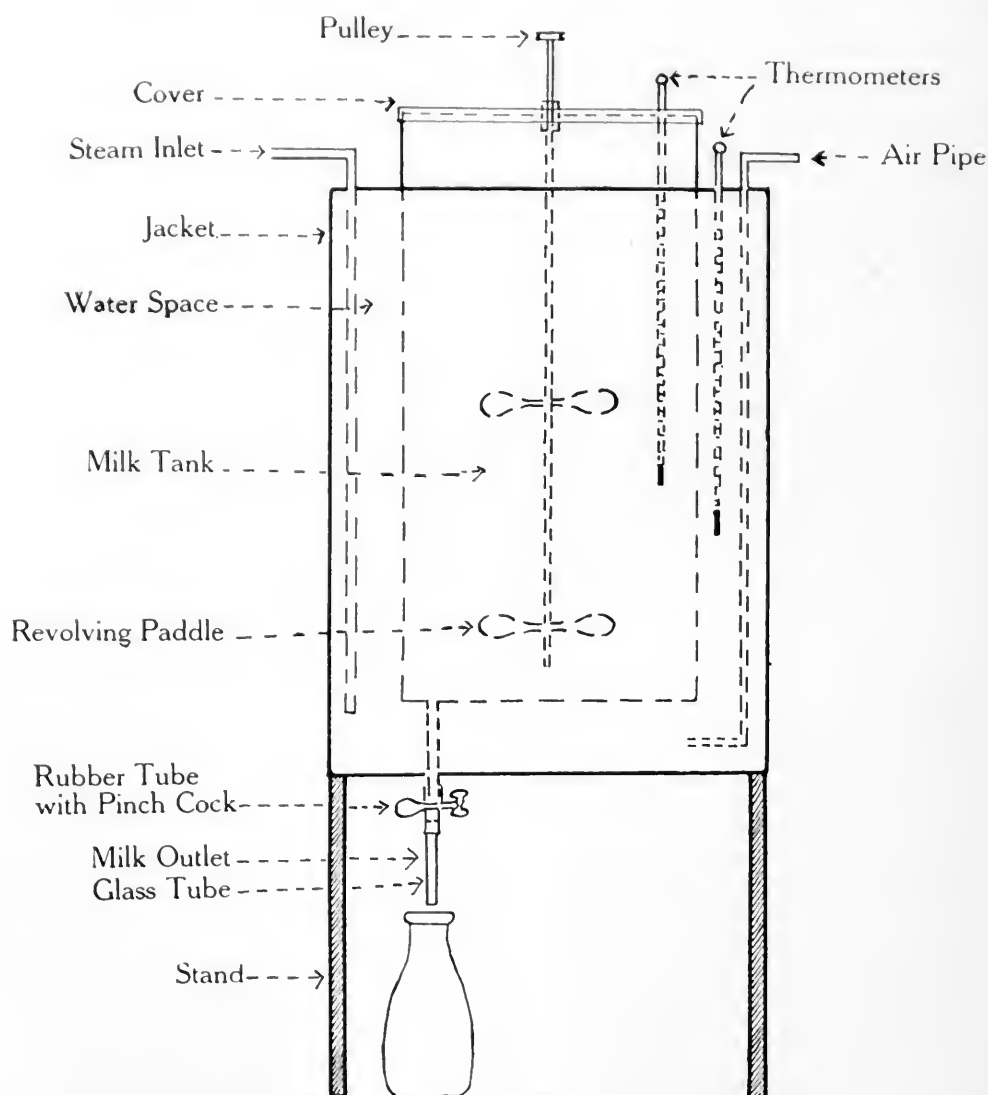 Pulley
Thermometers
Cover
Steam Inlet
Air Pipe
Jacket
Water Space
Milk Tank
Revolving Paddle
Rubber Tube
with Pinch Cock
Milk Outlet
Glass Tube
Stand